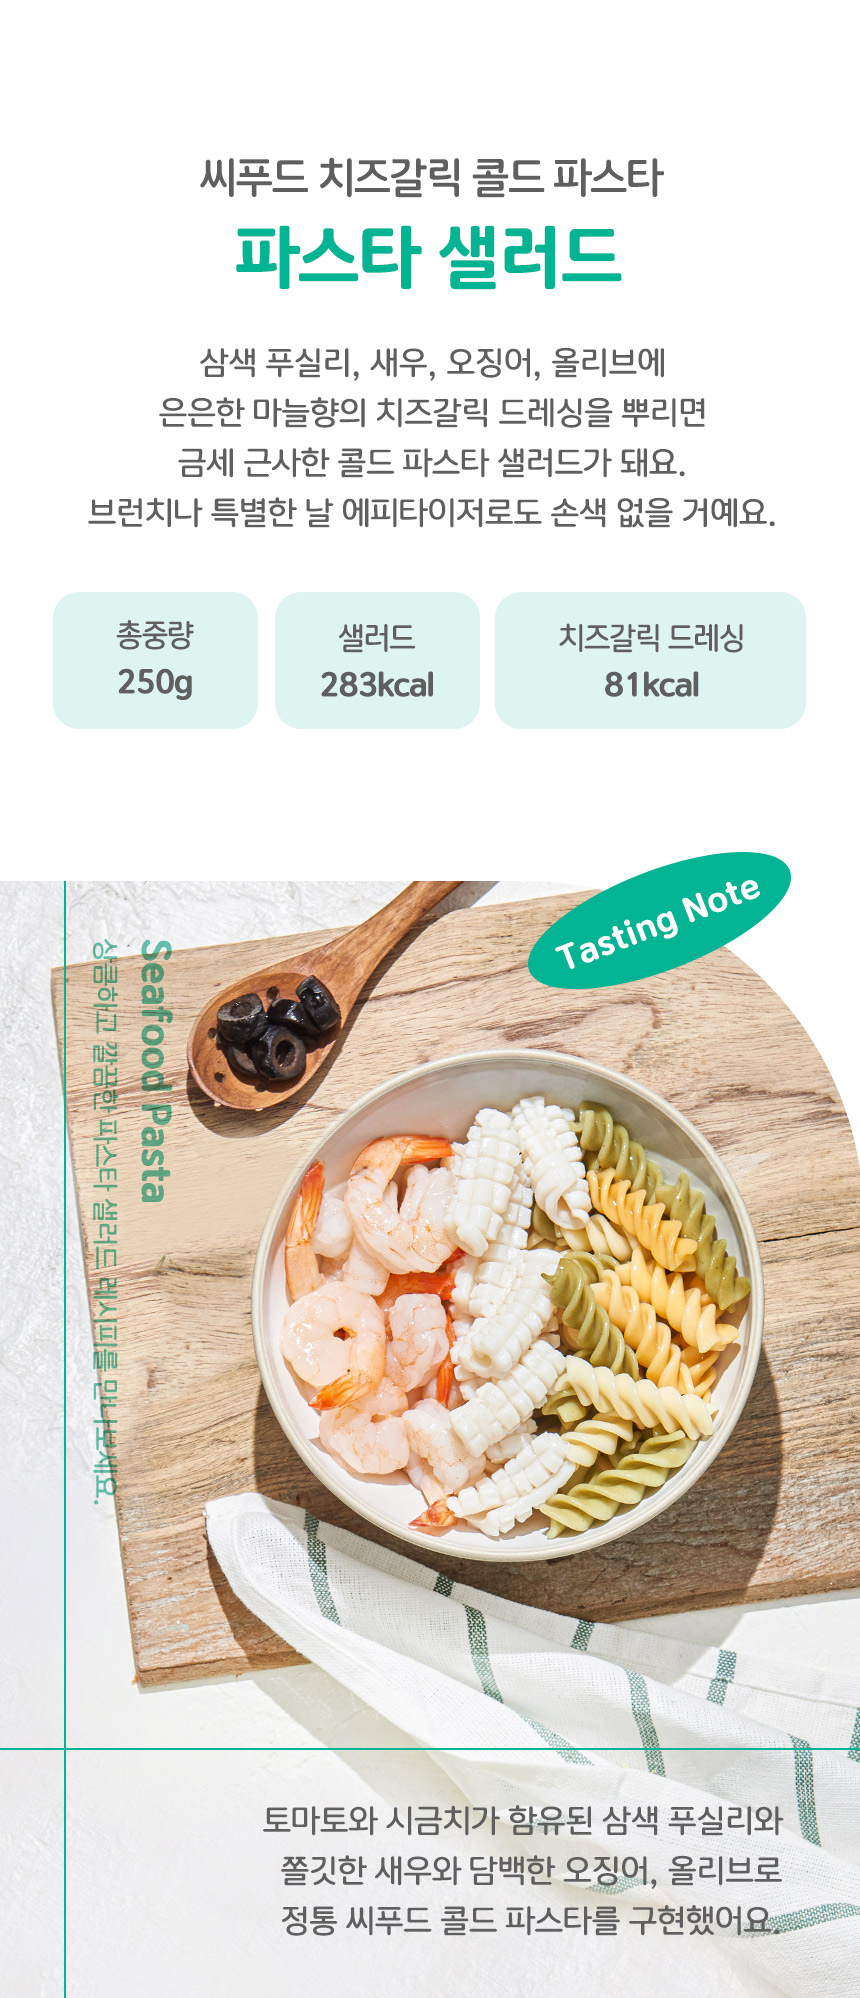 씨푸드 치즈갈릭 콜드 파스타
파스타 샐러드
삼색 푸실리, 새우, 오징어, 올리브에
은은한 마늘향의 치즈갈릭 드레싱을 뿌리면
금세 근사한 콜드 파스타 샐러드가 돼요.
브런치나 특별한 날 에피타이저로도 손색 없을 거예요.
총중량
250g
샐러드
283kcal
치즈갈릭 드레싱
81kcal
Tasting Note
Seafood Pasta
상큼하고 깔끔한 파스타 샐러드 레시피를 만나보세요.
토마토와 시금치가 함유된 삼색 푸실리와
쫄깃한 새우와 담백한 오징어, 올리브로
정통 씨푸드 콜드 파스타를 구현했어요.